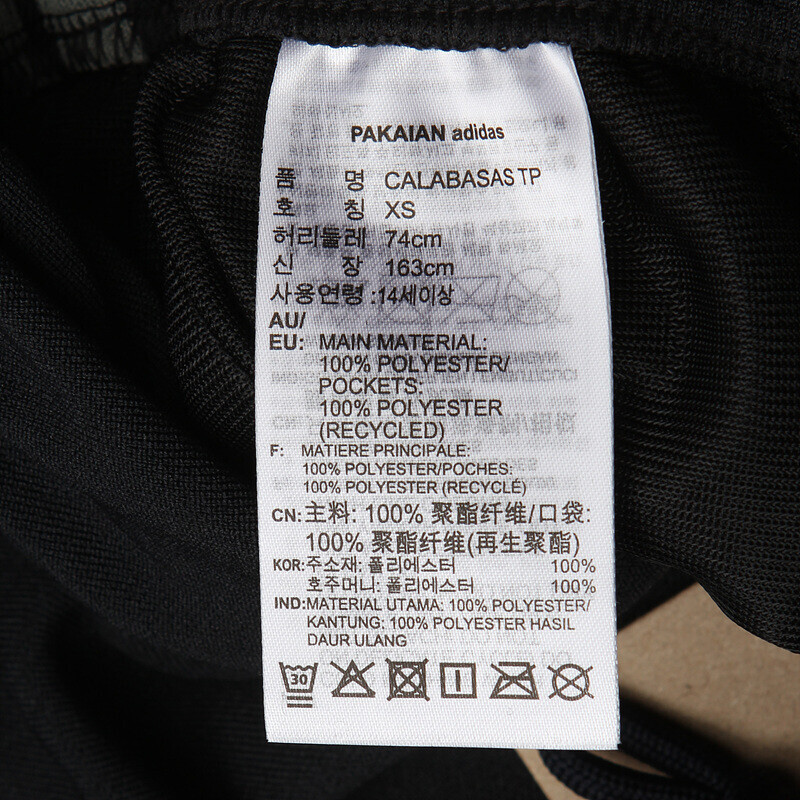 PAKAIAN adidas
품 명 CALABASAS TP
호 칭 XS
허리둘레 74cm
신 장 163cm
사용연령 :14세이상
AU/
EU: MAIN MATERIAL:
100% POLYESTER/
POCKETS:
100% POLYESTER
(RECYCLED)
F: MATIERE PRINCIPALE:
100% POLYESTER/POCHES:
100% POLYESTER (RECYCLÉ)
CN: 主料: 100% 聚酯纤维/口袋:
100% 聚酯纤维(再生聚酯)
KOR: 주소재: 폴리에스터 100%
호주머니: 폴리에스터 100%
IND: MATERIAL UTAMA: 100% POLYESTER/
KANTUNG: 100% POLYESTER HASIL
DAUR ULANG
30